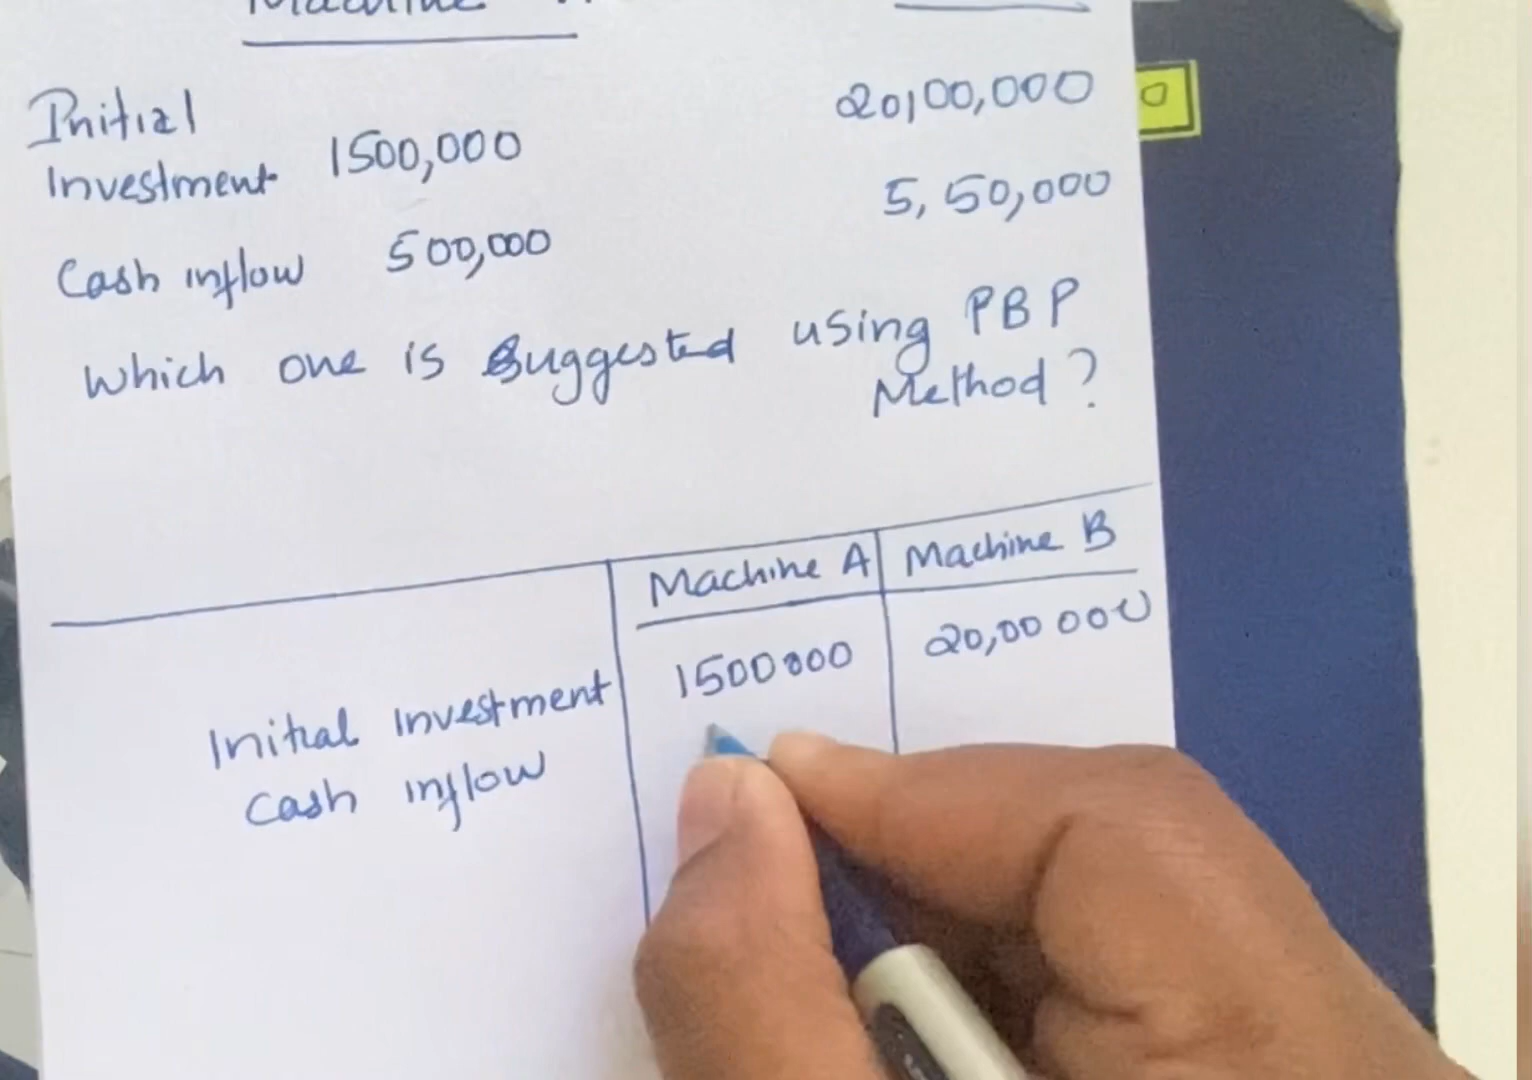 Initial 20,00,000
Investment 1500,000
5,50,000
Cash inflow 500,000
Which one is Suggested using PBP
Method?
Machine A Machine B
Initial Investment 1500000 20,00 000
Cash inflow